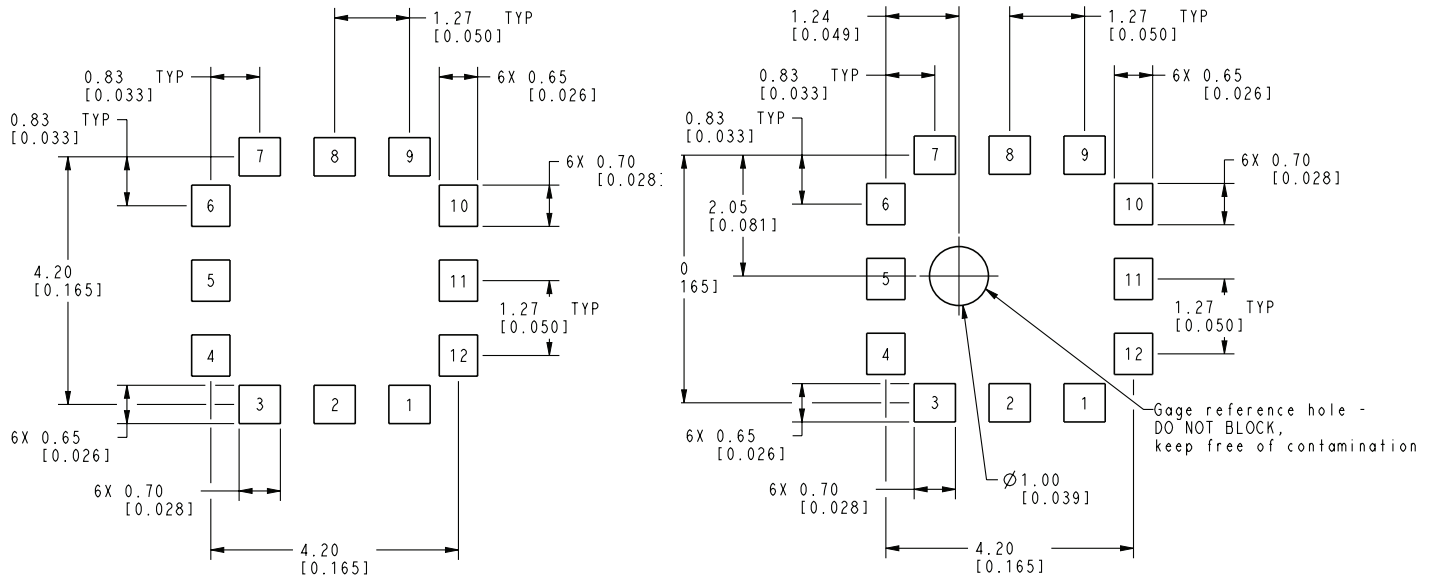 1.27 TYP
[0.050]
0.83 TYP
[0.033]
6X 0.65
[0.026]
0.83
[0.033] TYP
7
8
9
6X 0.70
[0.028]
6
10
4.20
[0.165]
5
11
1.27 TYP
[0.050]
4
12
3
2
1
6X 0.65
[0.026]
6X 0.70
[0.028]
4.20
[0.165]
1.24
[0.049]
1.27 TYP
[0.050]
0.83 TYP
[0.033]
6X 0.65
[0.026]
0.83
[0.033] TYP
7
8
9
6X 0.70
[0.028]
6
10
2.05
[0.081]
0
165]
5
11
1.27 TYP
[0.050]
4
12
3
2
1
Gage reference hole -
DO NOT BLOCK,
keep free of contamination
6X 0.65
[0.026]
Ø1.00
[0.039]
6X 0.70
[0.028]
4.20
[0.165]